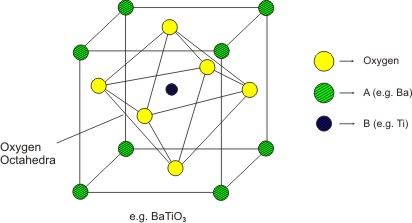 Oxygen
A (e.g. Ba)
B (e.g. Ti)
Oxygen
Octahedra
e.g. BaTiO₃